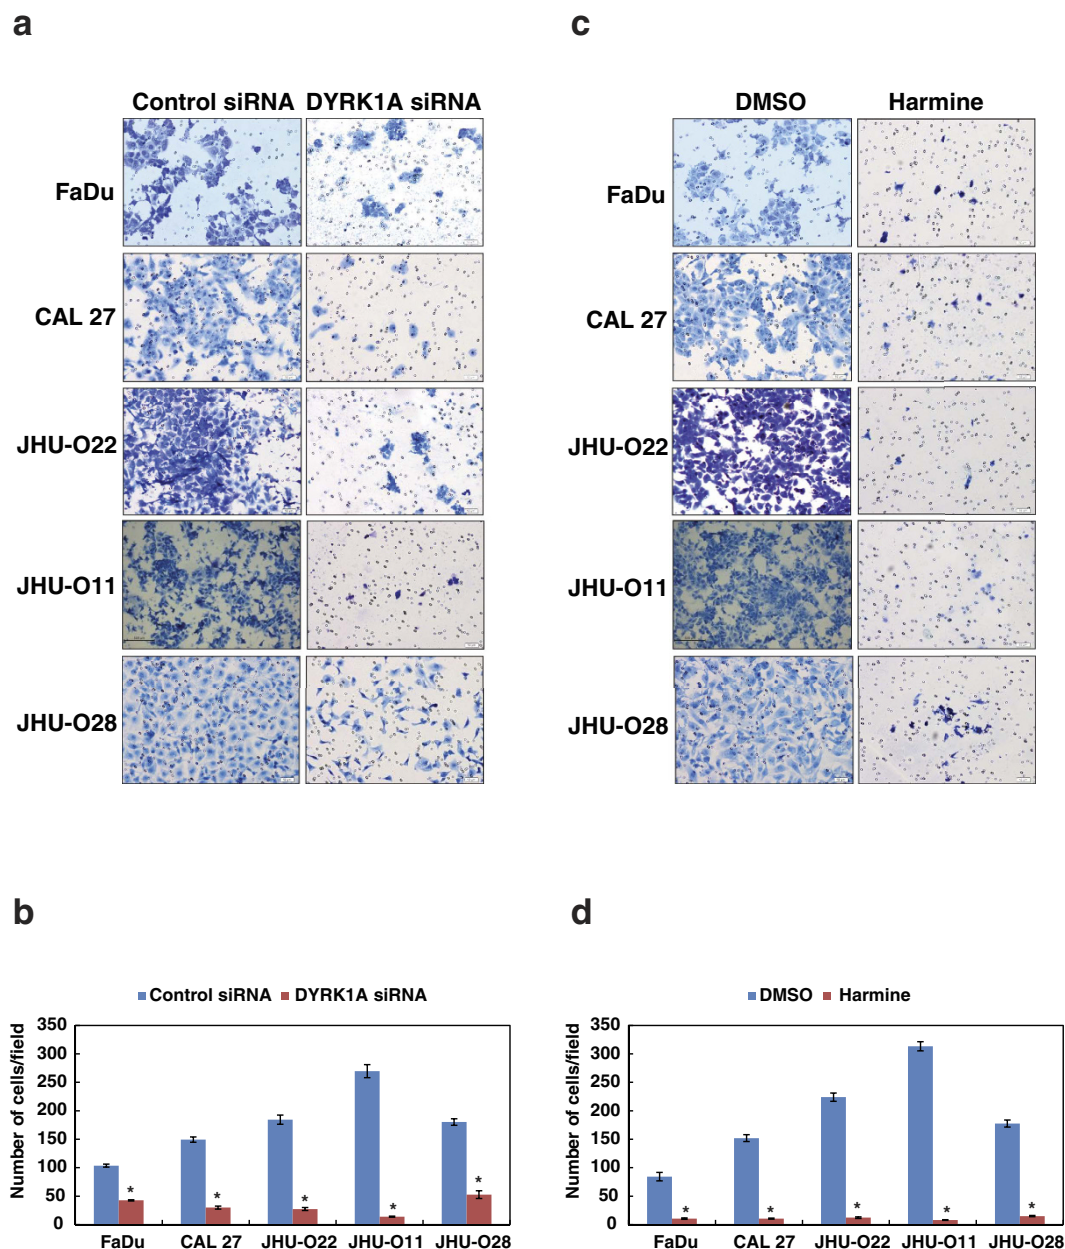 a
Control siRNA DYRK1A siRNA
FaDu
CAL 27
JHU-O22
JHU-O11
JHU-O28
c
DMSO Harmine
FaDu
CAL 27
JHU-O22
JHU-O11
JHU-O28
b
Control siRNA DYRK1A siRNA
Number of cells/field
350
300
250
200
150
100
50
0
* * * * *
FaDu CAL 27 JHU-O22 JHU-O11 JHU-O28
d
DMSO Harmine
Number of cells/field
350
300
250
200
150
100
50
0
* * * * *
FaDu CAL 27 JHU-O22 JHU-O11 JHU-O28